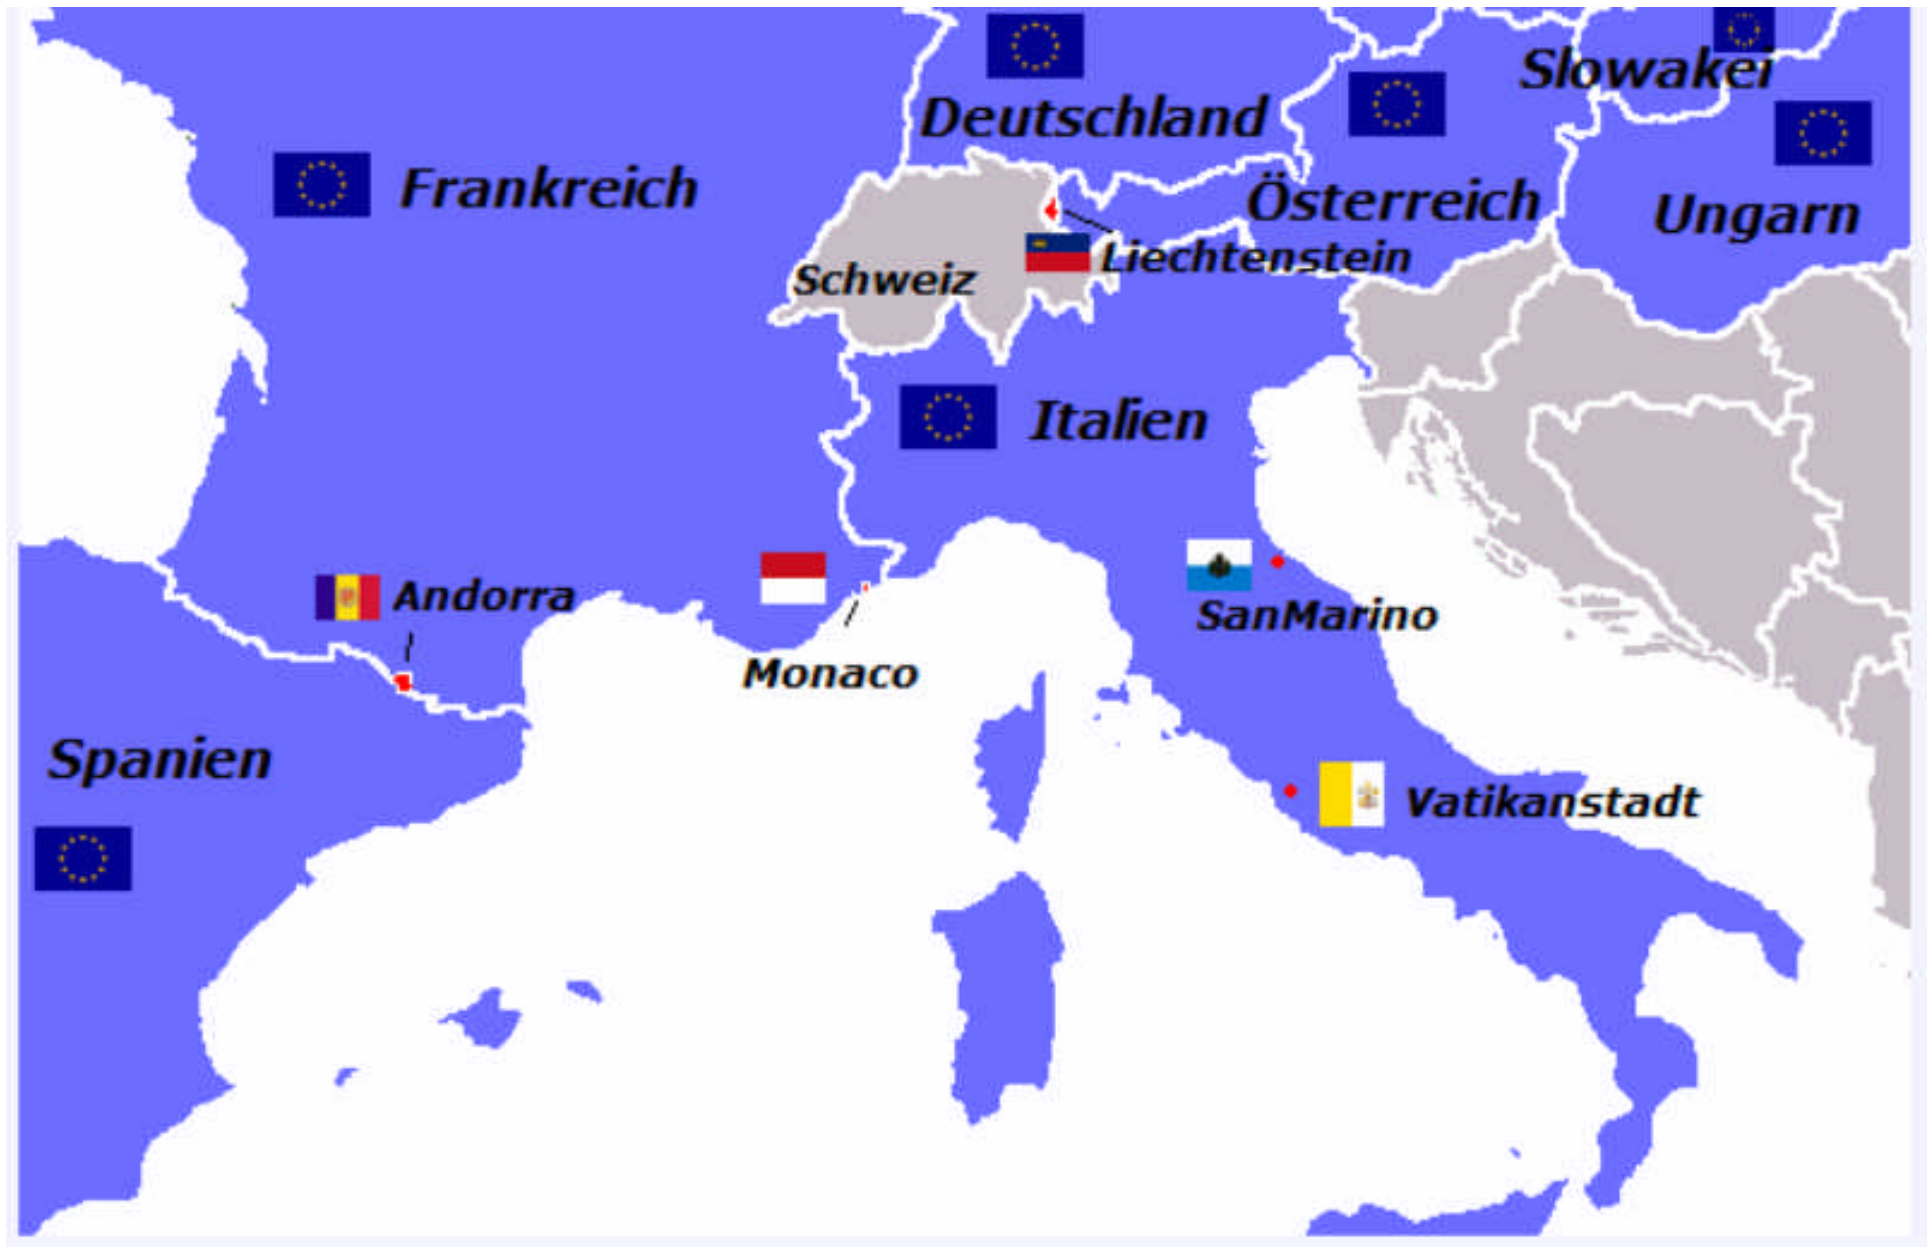 Slowakei
Deutschland
Frankreich
Österreich
Ungarn
Liechtenstein
Schweiz
Italien
Andorra
SanMarino
Monaco
Spanien
Vatikanstadt